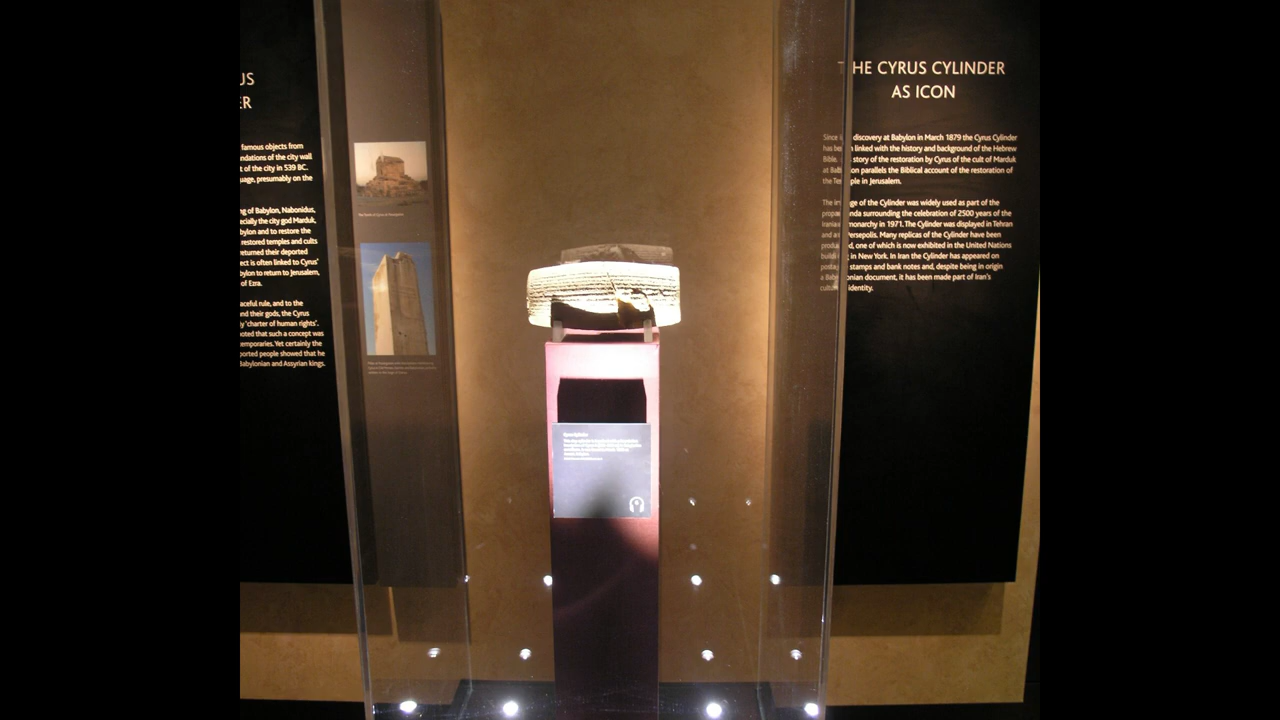 US
ER
famous objects from
ndations of the city wall
t of the city in 539 BC.
uage, presumably on the
ng of Babylon, Nabonidus,
ecially the city god Marduk,
bylon and to restore the
restored temples and cults
eturned their deported
ect is often linked to Cyrus'
bylon to return to Jerusalem,
of Ezra.
aceful rule, and to the
and their gods, the Cyrus
y 'charter of human rights'.
oted that such a concept was
emporaries. Yet certainly the
ported people showed that he
Babylonian and Assyrian kings.
The Tomb of Cyrus at Pasargadae
THE CYRUS CYLINDER
AS ICON
Since its discovery at Babylon in March 1879 the Cyrus Cylinder
has been linked with the history and background of the Hebrew
Bible. story of the restoration by Cyrus of the cult of Marduk
at Babylon parallels the Biblical account of the restoration of
the Temple in Jerusalem.
The image of the Cylinder was widely used as part of the
propaganda surrounding the celebration of 2500 years of the
Iranian monarchy in 1971. The Cylinder was displayed in Tehran
and at Persepolis. Many replicas of the Cylinder have been
produced, one of which is now exhibited in the United Nations
building in New York. In Iran the Cylinder has appeared on
postage stamps and bank notes and, despite being in origin
a Babylonian document, it has been made part of Iran's
cultural identity.